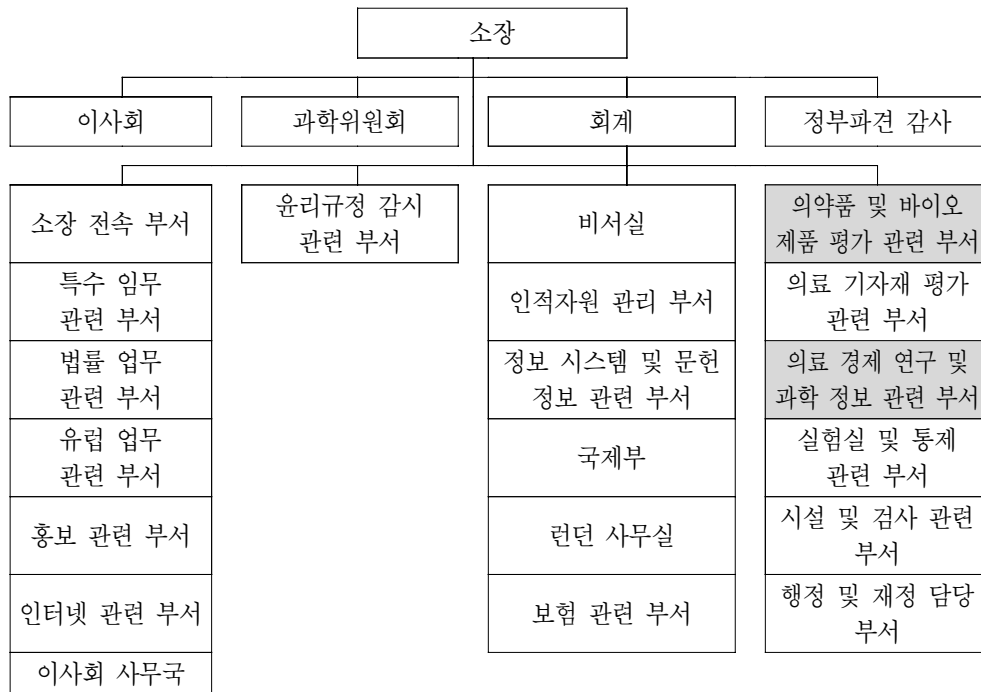 소장
이사회
과학위원회
회계
정부파견 감사
소장 전속 부서
특수 임무
관련 부서
법률 업무
관련 부서
유럽 업무
관련 부서
홍보 관련 부서
인터넷 관련 부서
이사회 사무국
윤리규정 감시
관련 부서
비서실
인적자원 관리 부서
정보 시스템 및 문헌
정보 관련 부서
국제부
런던 사무실
보험 관련 부서
의약품 및 바이오
제품 평가 관련 부서
의료 기자재 평가
관련 부서
의료 경제 연구 및
과학 정보 관련 부서
실험실 및 통제
관련 부서
시설 및 검사 관련
부서
행정 및 재정 담당
부서